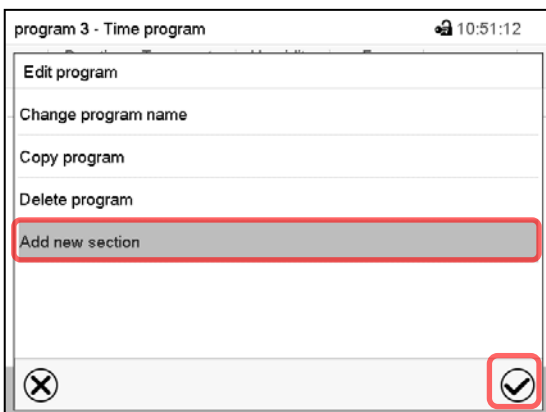 program 3 - Time program 10:51:12
Edit program
Change program name
Copy program
Delete program
Add new section